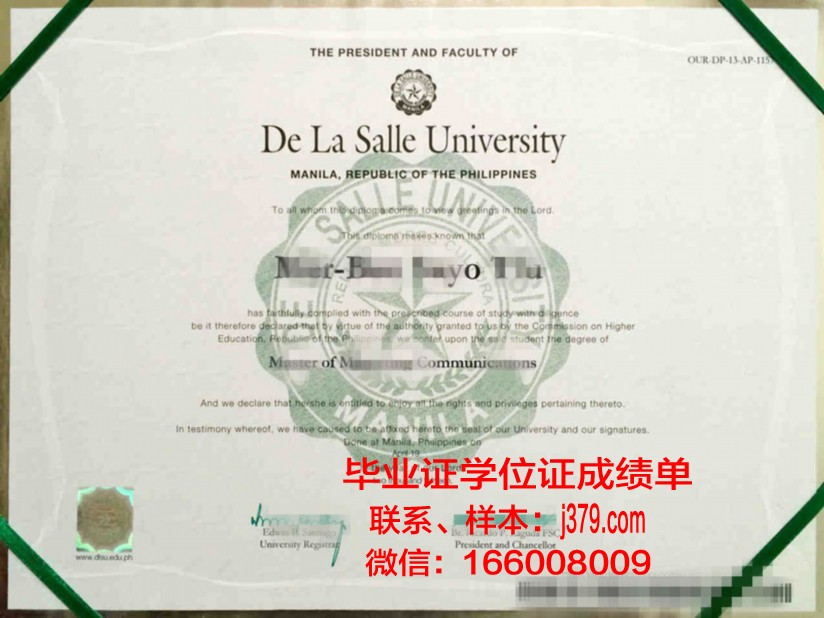 THE PRESIDENT AND FACULTY OF
OUR-DP-13-AP-115
De La Salle University
MANILA, REPUBLIC OF THE PHILIPPINES
To all whom this diploma comes to view greetings in the Lord.
This diploma makes known that
has faithfully complied with the prescribed course of study with diligence
be it therefore declared that by virtue of the authority granted to us by the Commission on Higher
Education, Republic of the Philippines, we confer upon the said student the degree of
Master of Communications
And we declare that he/she is entitled to enjoy all the rights and privileges pertaining thereto.
In testimony whereof, we have caused to be affixed hereto the seal of our University and our signatures.
Done at Manila, Philippines on
April 19
毕业证学位证成绩单
联系、样本：j379.com
微信：166008009
University Registrar
President and Chancellor
www.dlsu.edu.ph